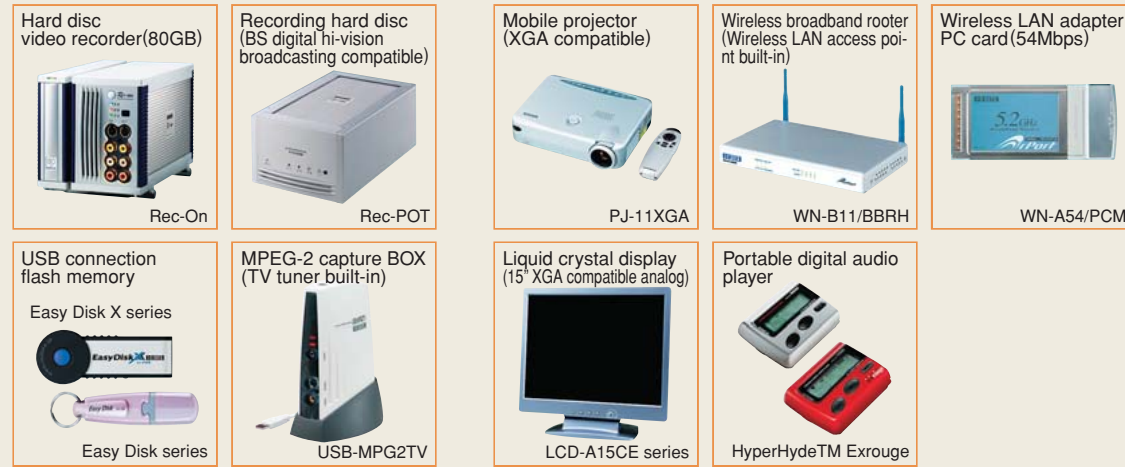 Hard disc
video recorder(80GB)
Rec-On
Recording hard disc
(BS digital hi-vision
broadcasting compatible)
Rec-POT
Mobile projector
(XGA compatible)
PJ-11XGA
Wireless broadband rooter
(Wireless LAN access poi-
nt built-in)
WN-B11/BBRH
Wireless LAN adapter
PC card(54Mbps)
5.2GHz
AirPort
WN-A54/PCM
USB connection
flash memory
Easy Disk X series
EasyDisk X
Easy Disk
Easy Disk series
MPEG-2 capture BOX
(TV tuner built-in)
USB-MPG2TV
Liquid crystal display
(15" XGA compatible analog)
LCD-A15CE series
Portable digital audio
player
HyperHydeTM Exrouge